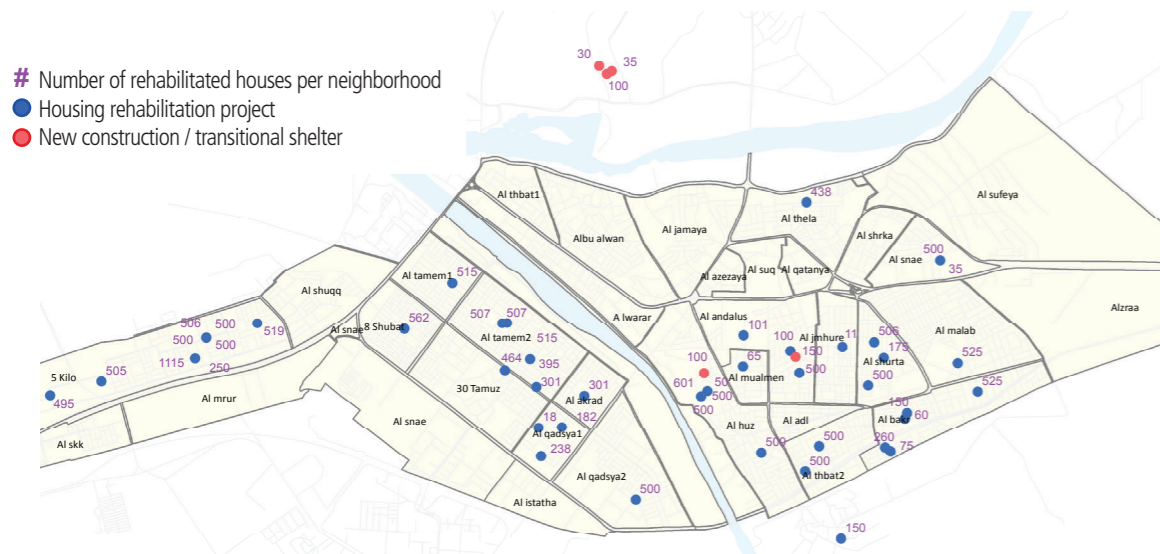 30
35
100
# Number of rehabilitated houses per neighborhood
Housing rehabilitation project
New construction / transitional shelter
Al thbat1
Albu alwan
Al jamaya
438
Al thela
Al sufeya
Al shrka
Al snae
500
35
Al azezaya
Al suq
Al qatanya
Al tamem1
515
Al shuqq
Alzraa
A lwarar
Al andalus
101
100
150
500
Al jmhure
11
506
175
Al shurta
500
Al malab
525
525
506
500
519
500
500
1115
250
5 Kilo
505
495
Al snae
8 Shubat
562
507
507
Al tamem2
515
464
395
301
30 Tamuz
301
Al akrad
100
65
Al mualmen
601
50
500
500
Al mrur
Al skk
Al snae
18
182
Al qadsya1
238
Al huz
Al adl
150
Al bakr
60
500
500
500
Al thbat2
260
75
Al qadsya2
500
Al istatha
150